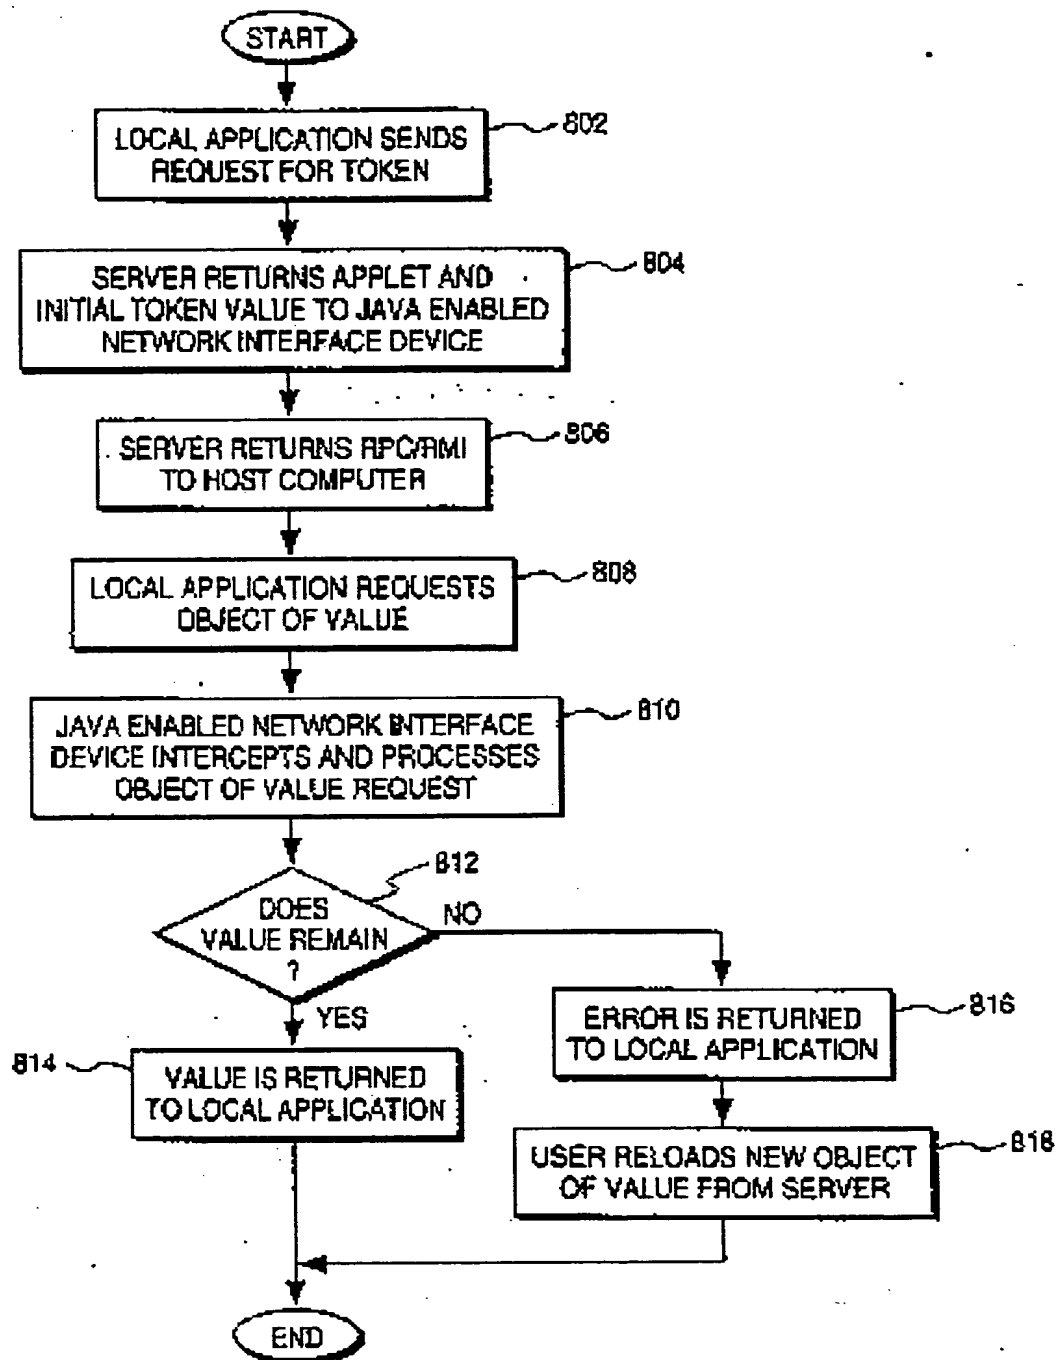 START
LOCAL APPLICATION SENDS
REQUEST FOR TOKEN
802
SERVER RETURNS APPLET AND
INITIAL TOKEN VALUE TO JAVA ENABLED
NETWORK INTERFACE DEVICE
804
SERVER RETURNS RPC/RMI
TO HOST COMPUTER
806
LOCAL APPLICATION REQUESTS
OBJECT OF VALUE
808
JAVA ENABLED NETWORK INTERFACE
DEVICE INTERCEPTS AND PROCESSES
OBJECT OF VALUE REQUEST
810
DOES
VALUE REMAIN
?
812
NO
YES
VALUE IS RETURNED
TO LOCAL APPLICATION
814
ERROR IS RETURNED
TO LOCAL APPLICATION
816
USER RELOADS NEW OBJECT
OF VALUE FROM SERVER
818
END